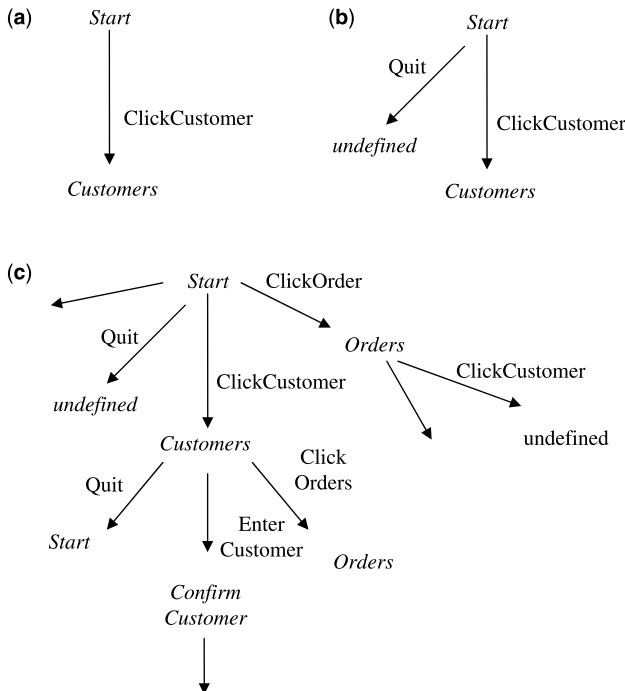 (a)
Start
ClickCustomer
Customers
(b)
Start
Quit
ClickCustomer
undefined
Customers
(c)
Start
ClickOrder
Quit
Orders
ClickCustomer
ClickCustomer
undefined
undefined
Customers
Click
Orders
Quit
Enter
Customer
Start
Orders
Confirm
Customer